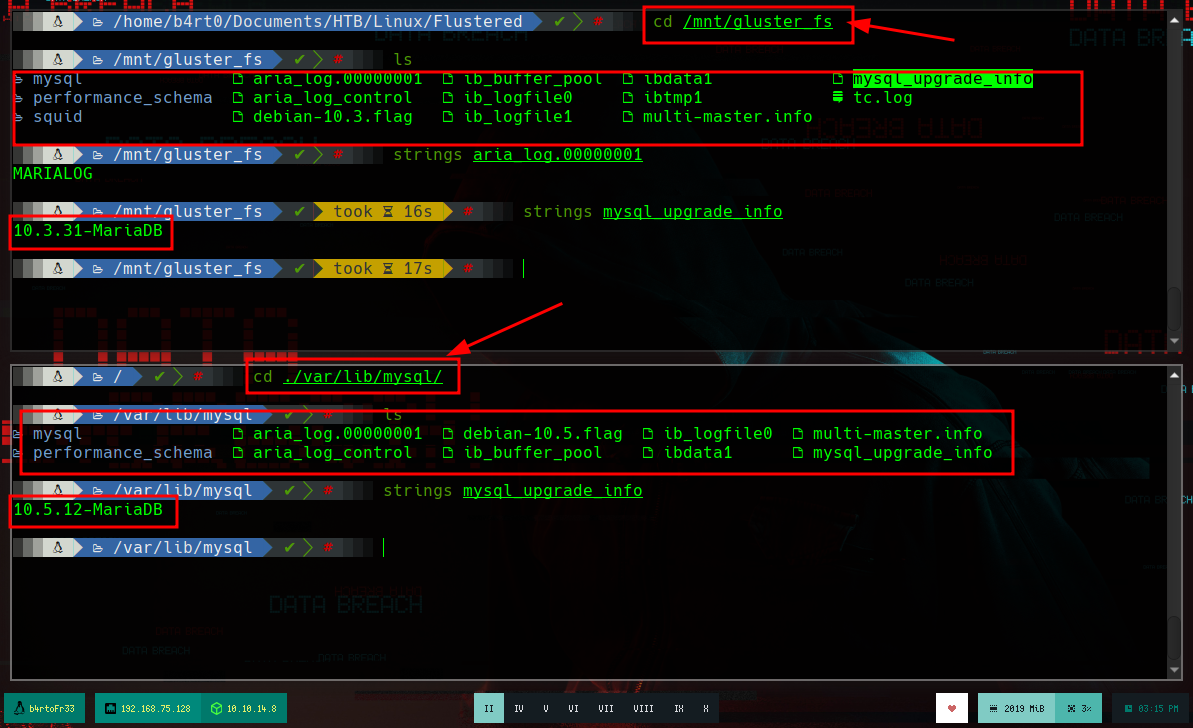 /home/b4rt0/Documents/HTB/Linux/Flustered ✔ # cd /mnt/gluster_fs
/mnt/gluster_fs ✔ # ls
mysql aria_log.00000001 ib_buffer_pool ibdata1 mysql_upgrade_info
performance_schema aria_log_control ib_logfile0 ibtmp1 tc.log
squid debian-10.3.flag ib_logfile1 multi-master.info
/mnt/gluster_fs ✔ # strings aria_log.00000001
MARIALOG
/mnt/gluster_fs ✔ took 16s # strings mysql_upgrade_info
10.3.31-MariaDB
/mnt/gluster_fs ✔ took 17s #
/ ✔ # cd ./var/lib/mysql/
/var/lib/mysql ✔ # ls
mysql aria_log.00000001 debian-10.5.flag ib_logfile0 multi-master.info
performance_schema aria_log_control ib_buffer_pool ibdata1 mysql_upgrade_info
/var/lib/mysql ✔ # strings mysql_upgrade_info
10.5.12-MariaDB
/var/lib/mysql ✔ #
DATA BREACH
b4rtoFr33 192.168.75.128 10.10.14.8 II IV V VI VII VIII IX X 2019 MiB 3% 03:15 PM